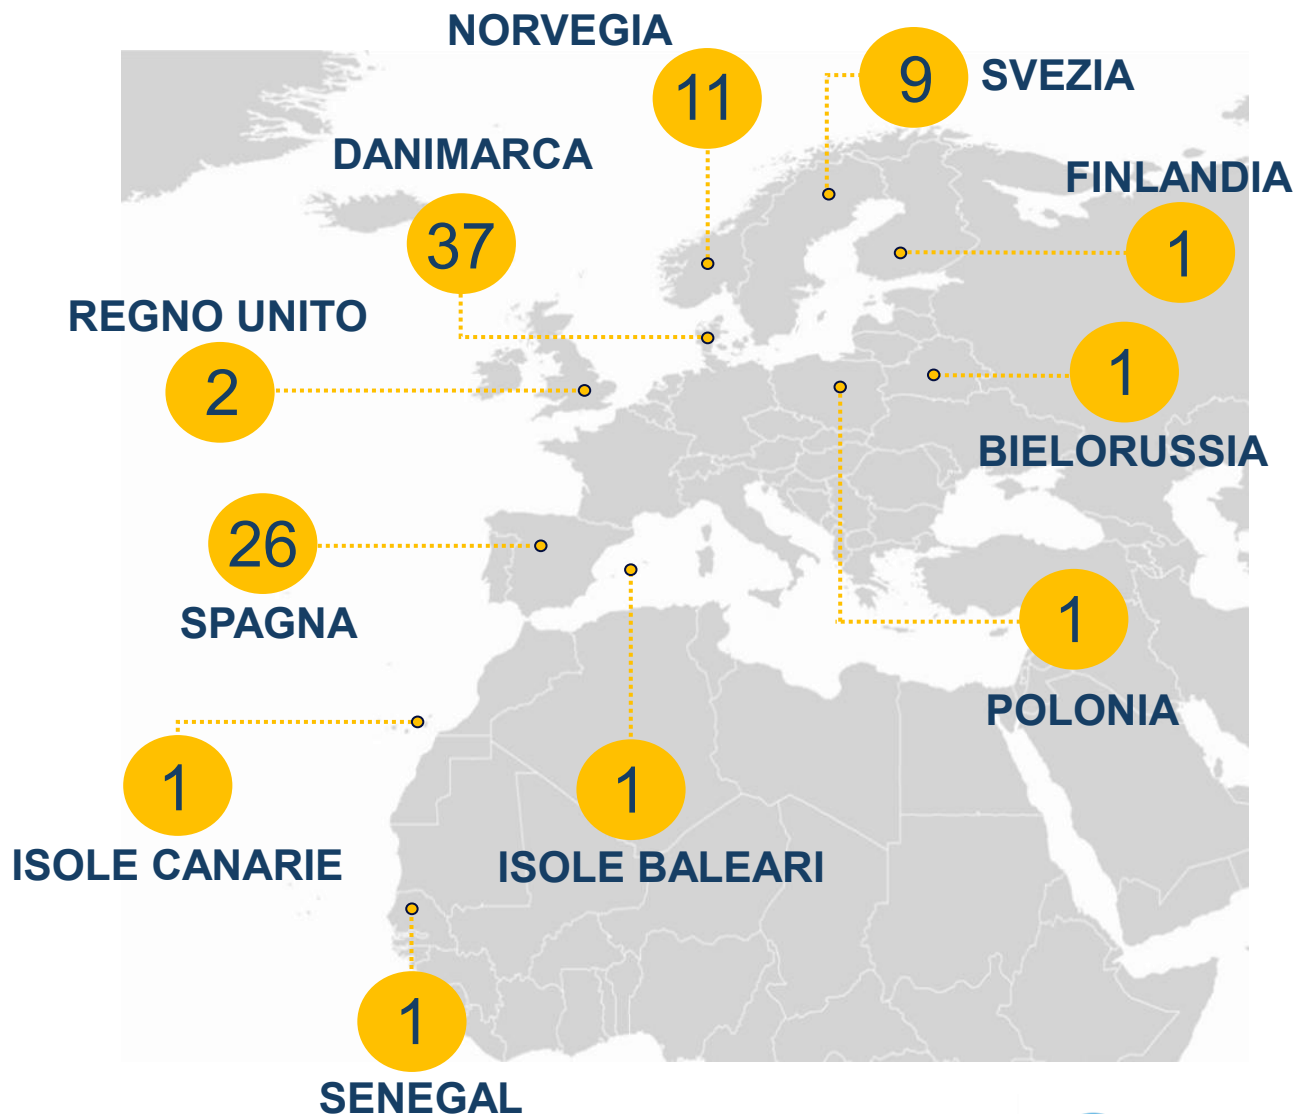 NORVEGIA
11
9
SVEZIA
DANIMARCA
37
FINLANDIA
1
REGNO UNITO
2
1
BIELORUSSIA
26
SPAGNA
1
POLONIA
1
ISOLE CANARIE
1
ISOLE BALEARI
1
SENEGAL